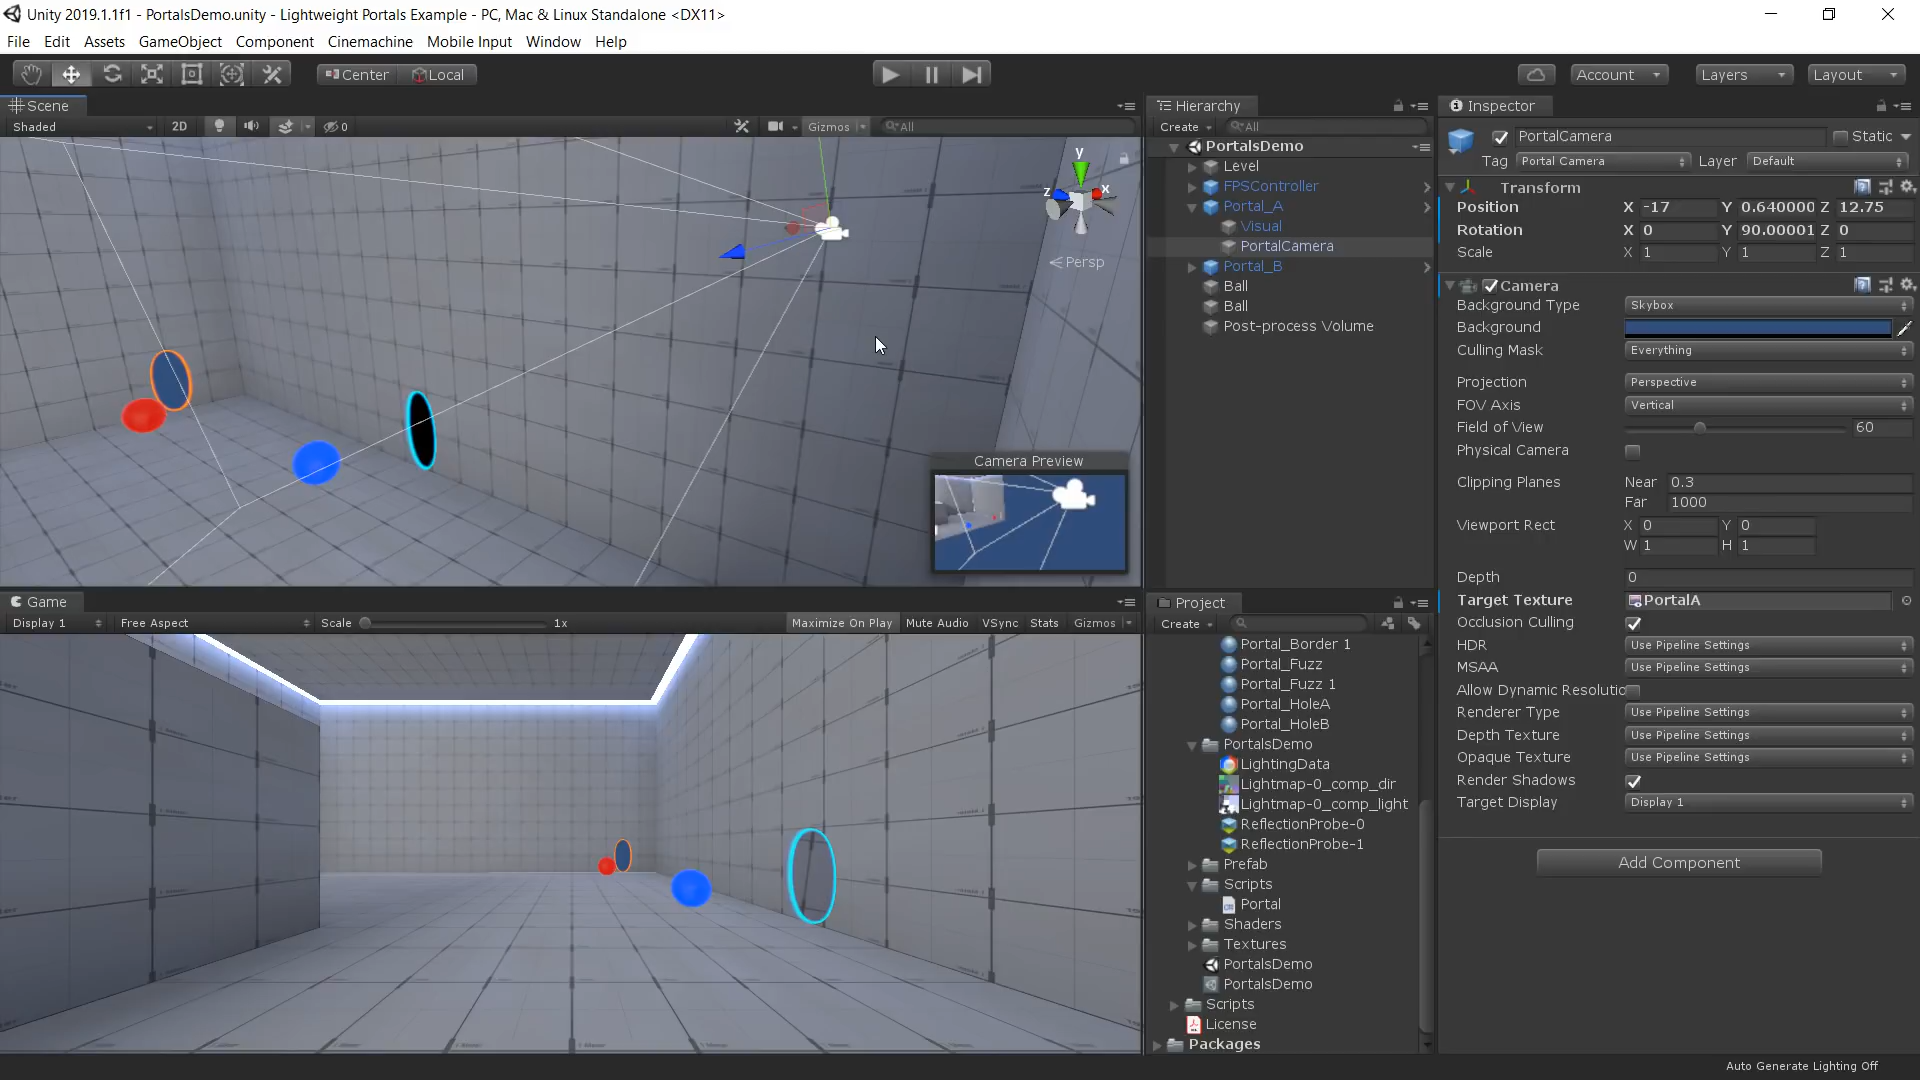 Unity 2019.1.1f1 - PortalsDemo.unity - Lightweight Portals Example - PC, Mac & Linux Standalone <DX11>
File Edit Assets GameObject Component Cinemachine Mobile Input Window Help
Center Local Account Layers Layout
Scene
Shaded 2D 0 Gizmos All
y
z x
Persp
Camera Preview
Game
Display 1 Free Aspect Scale 1x Maximize On Play Mute Audio VSync Stats Gizmos
Hierarchy
Create All
PortalsDemo
Level
FPSController
Portal_A
Visual
PortalCamera
Portal_B
Ball
Ball
Post-process Volume
Project
Create
Portal_Border 1
Portal_Fuzz
Portal_Fuzz 1
Portal_HoleA
Portal_HoleB
PortalsDemo
LightingData
Lightmap-0_comp_dir
Lightmap-0_comp_light
ReflectionProbe-0
ReflectionProbe-1
Prefab
Scripts
Portal
Shaders
Textures
PortalsDemo
PortalsDemo
Scripts
License
Packages
Inspector
PortalCamera Static
Tag Portal Camera Layer Default
Transform
Position X -17 Y 0.640000 Z 12.75
Rotation X 0 Y 90.00001 Z 0
Scale X 1 Y 1 Z 1
Camera
Background Type Skybox
Background
Culling Mask Everything
Projection Perspective
FOV Axis Vertical
Field of View 60
Physical Camera
Clipping Planes Near 0.3
Far 1000
Viewport Rect X 0 Y 0
W 1 H 1
Depth 0
Target Texture PortalA
Occlusion Culling
HDR Use Pipeline Settings
MSAA Use Pipeline Settings
Allow Dynamic Resolutio
Renderer Type Use Pipeline Settings
Depth Texture Use Pipeline Settings
Opaque Texture Use Pipeline Settings
Render Shadows
Target Display Display 1
Add Component
Auto Generate Lighting Off